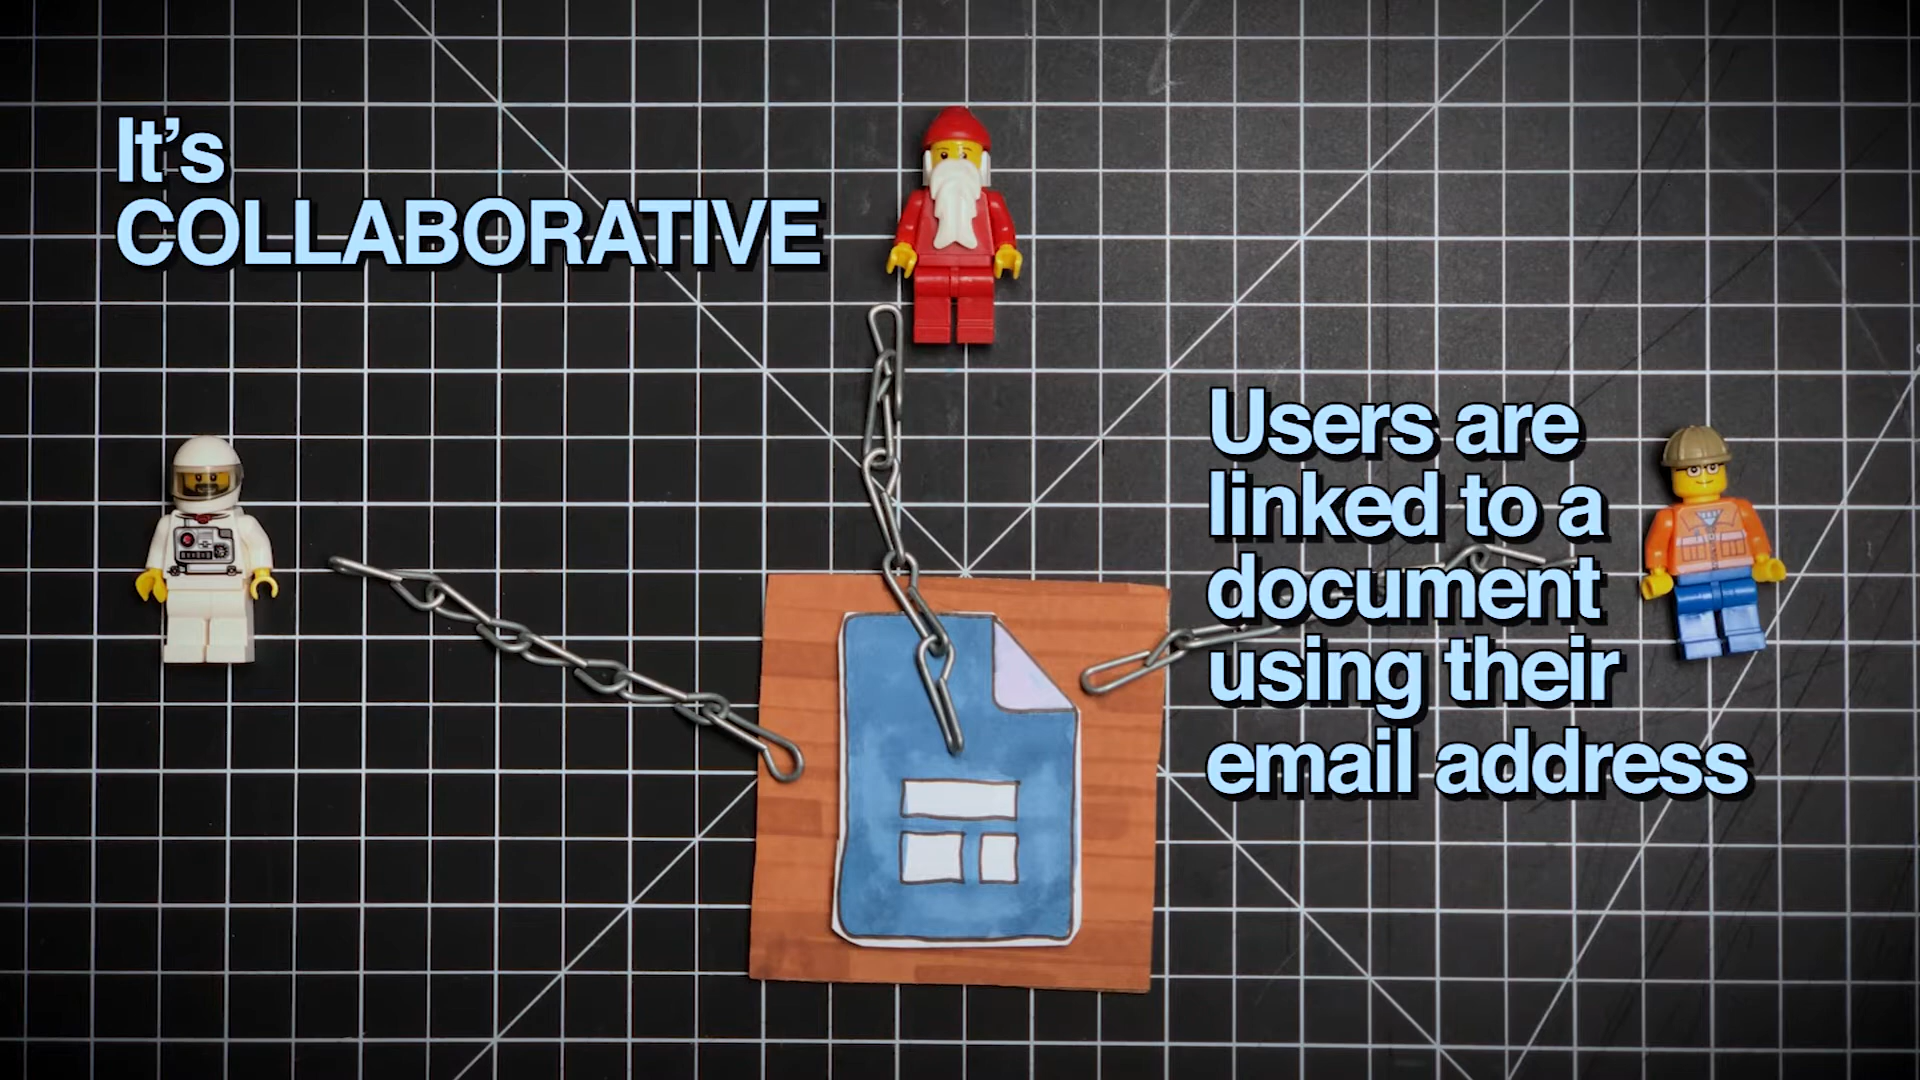 It’s
COLLABORATIVE
Users are
linked to a
document
using their
email address